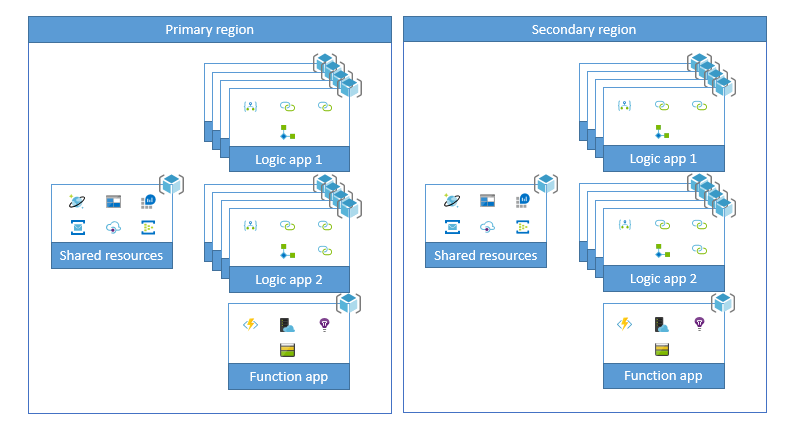 Primary region
Logic app 1
Shared resources
Logic app 2
Function app
Secondary region
Logic app 1
Shared resources
Logic app 2
Function app